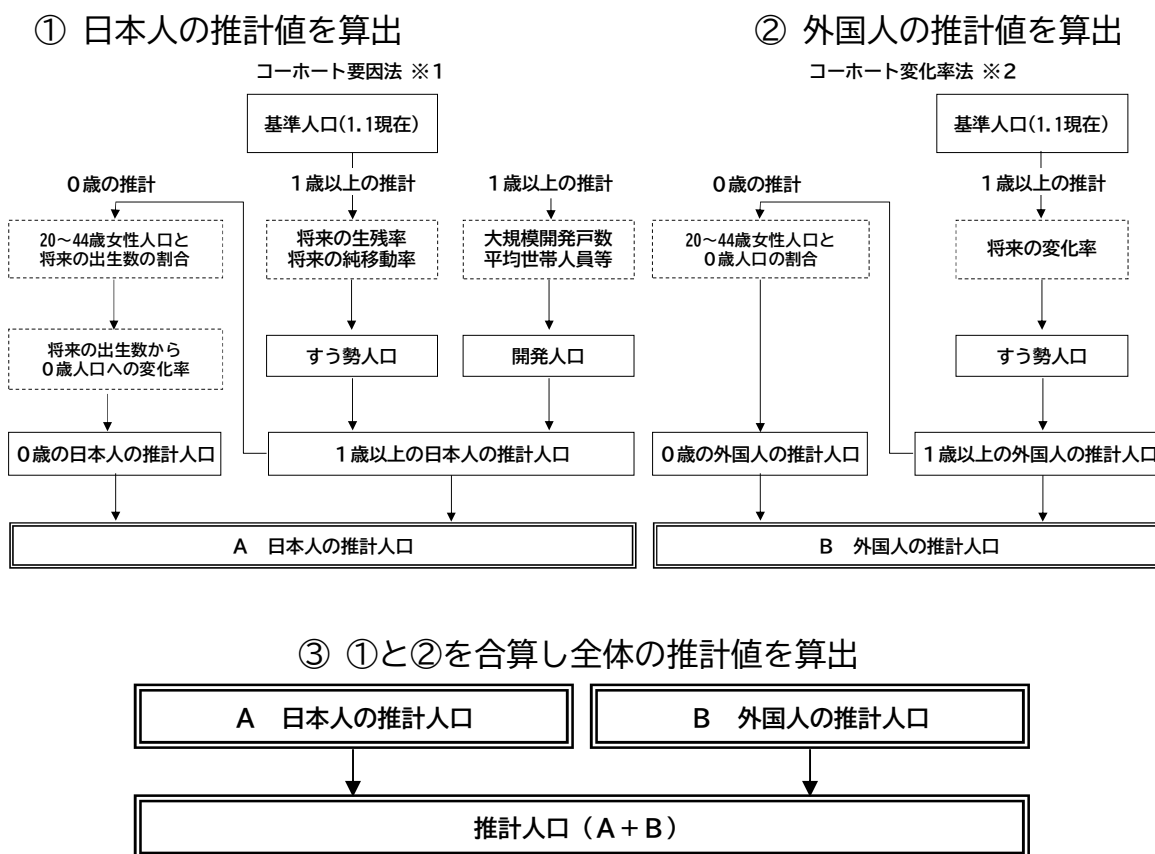 ① 日本人の推計値を算出
コーホート要因法 ※1
基準人口(1.1現在)
０歳の推計
１歳以上の推計
１歳以上の推計
20～44歳女性人口と
将来の出生数の割合
将来の生残率
将来の純移動率
大規模開発戸数
平均世帯人員等
将来の出生数から
０歳人口への変化率
すう勢人口
開発人口
０歳の日本人の推計人口
１歳以上の日本人の推計人口
A　日本人の推計人口
② 外国人の推計値を算出
コーホート変化率法 ※2
基準人口(1.1現在)
０歳の推計
１歳以上の推計
20～44歳女性人口と
０歳人口の割合
将来の変化率
すう勢人口
０歳の外国人の推計人口
１歳以上の外国人の推計人口
B　外国人の推計人口
③ ①と②を合算し全体の推計値を算出
A　日本人の推計人口
B　外国人の推計人口
推計人口（A＋B）